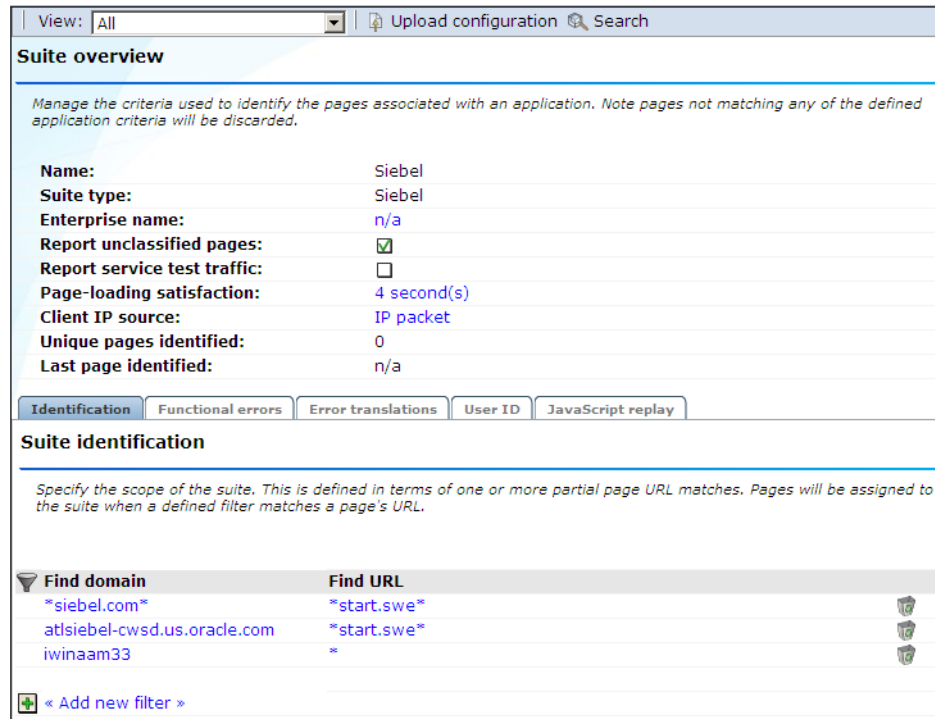 View: All Upload configuration Search
Suite overview
Manage the criteria used to identify the pages associated with an application. Note pages not matching any of the defined
application criteria will be discarded.
Name: Siebel
Suite type: Siebel
Enterprise name: n/a
Report unclassified pages:
Report service test traffic:
Page-loading satisfaction: 4 second(s)
Client IP source: IP packet
Unique pages identified: 0
Last page identified: n/a
Identification Functional errors Error translations User ID JavaScript replay
Suite identification
Specify the scope of the suite. This is defined in terms of one or more partial page URL matches. Pages will be assigned to
the suite when a defined filter matches a page's URL.
Find domain Find URL
*siebel.com* *start.swe*
atlsiebel-cwsd.us.oracle.com *start.swe*
iwinaam33 *
« Add new filter »